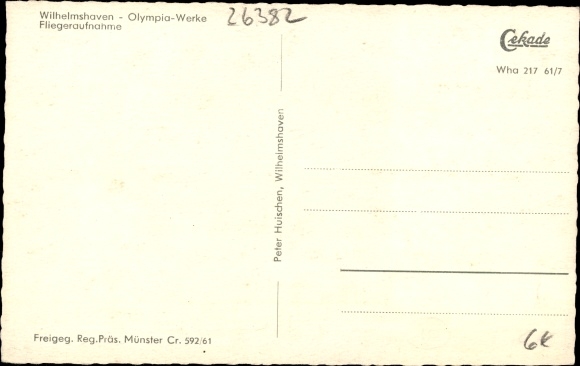 Wilhelmshaven - Olympia-Werke
Fliegeraufnahme
26382
Cekade
Wha 217 61/7
Peter Huischen, Wilhelmshaven
Freigeg. Reg.Präs. Münster Cr. 592/61
6K